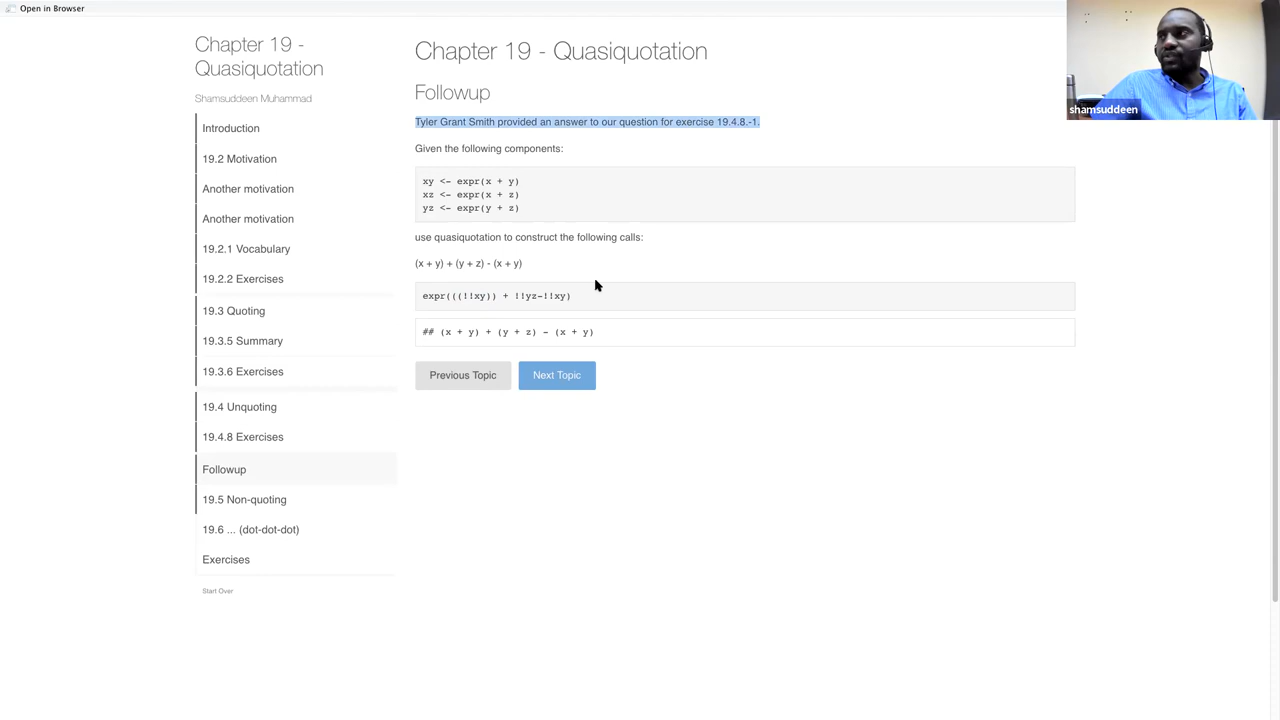 Open in Browser
Chapter 19 -
Quasiquotation
Shamsuddeen Muhammad
Introduction
19.2 Motivation
Another motivation
Another motivation
19.2.1 Vocabulary
19.2.2 Exercises
19.3 Quoting
19.3.5 Summary
19.3.6 Exercises
19.4 Unquoting
19.4.8 Exercises
Followup
19.5 Non-quoting
19.6 ... (dot-dot-dot)
Exercises
Start Over
Chapter 19 - Quasiquotation
Followup
Tyler Grant Smith provided an answer to our question for exercise 19.4.8.-1.
Given the following components:
xy <- expr(x + y)
xz <- expr(x + z)
yz <- expr(y + z)
use quasiquotation to construct the following calls:
(x + y) + (y + z) - (x + y)
expr(((!!xy)) + !!yz-!!xy)
## (x + y) + (y + z) - (x + y)
Previous Topic
Next Topic
shamsuddeen